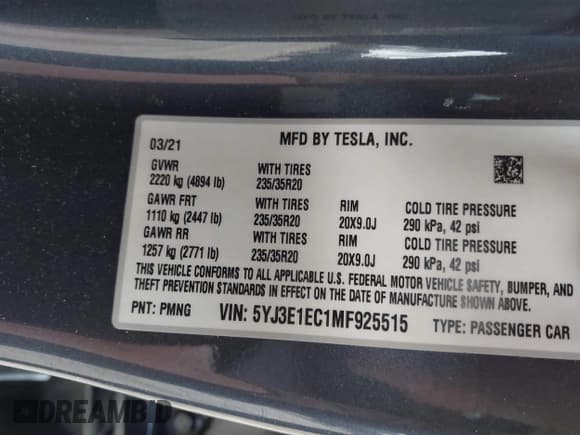 03/21 MFD BY TESLA, INC.
GVWR WITH TIRES
2220 kg (4894 lb) 235/35R20
GAWR FRT WITH TIRES RIM COLD TIRE PRESSURE
1110 kg (2447 lb) 235/35R20 20X9.0J 290 kPa, 42 psi
GAWR RR WITH TIRES RIM COLD TIRE PRESSURE
1257 kg (2771 lb) 235/35R20 20X9.0J 290 kPa, 42 psi
THIS VEHICLE CONFORMS TO ALL APPLICABLE U.S. FEDERAL MOTOR VEHICLE SAFETY, BUMPER, AND
THEFT PREVENTION STANDARDS IN EFFECT ON THE DATE OF MANUFACTURE SHOWN ABOVE.
PNT: PMNG VIN: 5YJ3E1EC1MF925515 TYPE: PASSENGER CAR
DREAMBID